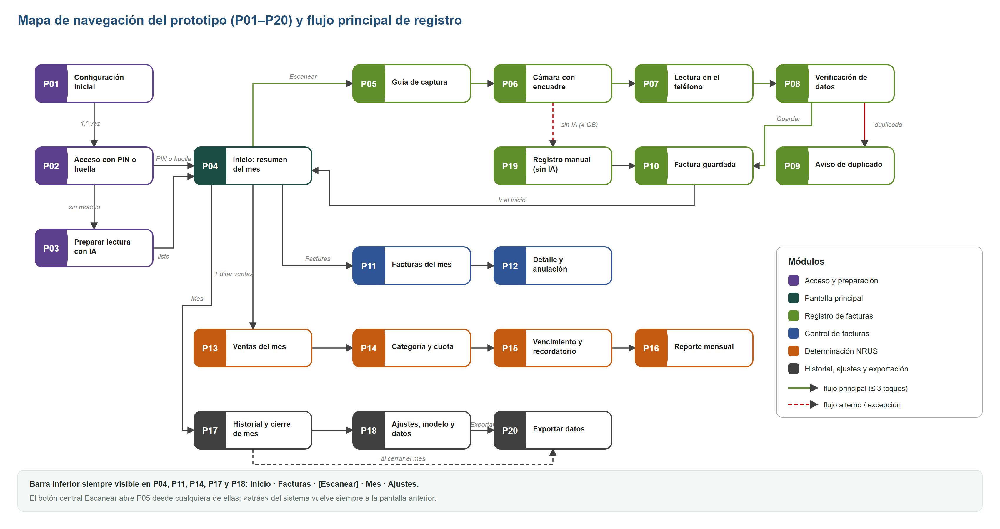 Mapa de navegación del prototipo (P01–P20) y flujo principal de registro
P01
Configuración
inicial
Escanear
P05
Guía de captura
P06
Cámara con
encuadre
P07
Lectura en el
teléfono
P08
Verificación de
datos
1.ª vez
sin IA (4 GB)
Guardar
duplicada
P02
Acceso con PIN o
huella
PIN o huella
P04
Inicio: resumen
del mes
P19
Registro manual
(sin IA)
P10
Factura guardada
P09
Aviso de duplicado
sin modelo
Ir al inicio
P03
Preparar lectura
con IA
listo
Facturas
P11
Facturas del mes
P12
Detalle y
anulación
Editar ventas
Mes
P13
Ventas del mes
P14
Categoría y cuota
P15
Vencimiento y
recordatorio
P16
Reporte mensual
P17
Historial y cierre
de mes
P18
Ajustes, modelo y
datos
Exportar
P20
Exportar datos
al cerrar el mes
Módulos
Acceso y preparación
Pantalla principal
Registro de facturas
Control de facturas
Determinación NRUS
Historial, ajustes y exportación
flujo principal (≤ 3 toques)
flujo alterno / excepción
Barra inferior siempre visible en P04, P11, P14, P17 y P18: Inicio · Facturas · [Escanear] · Mes · Ajustes.
El botón central Escanear abre P05 desde cualquiera de ellas; «atrás» del sistema vuelve siempre a la pantalla anterior.